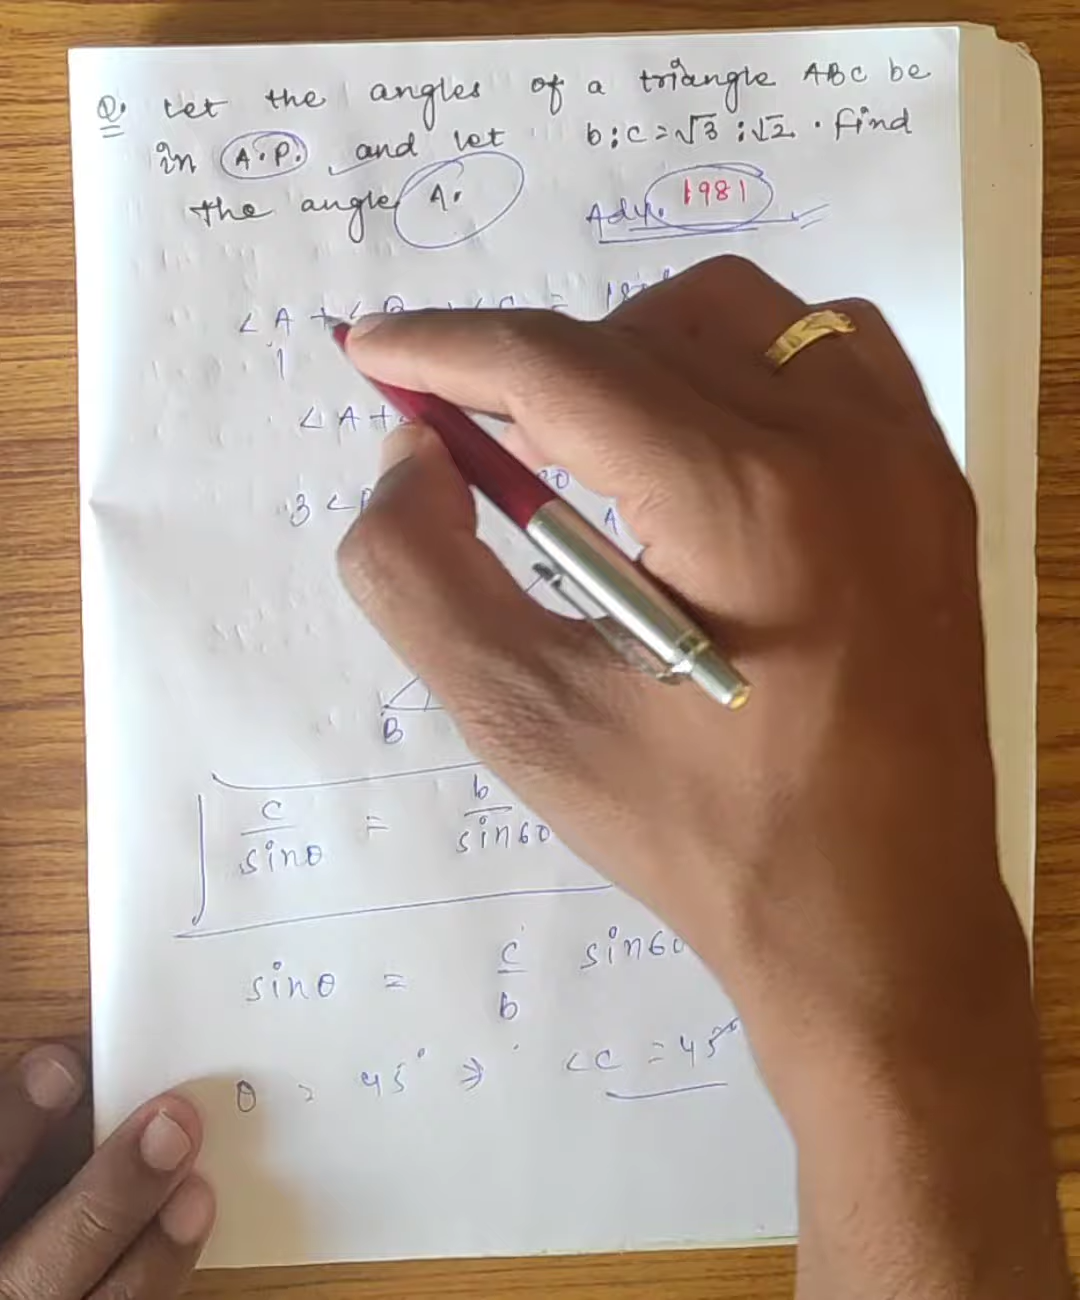 Q. Let the angles of a triangle ABC be
in A.P. and let b:c = √3 : √2 . Find
the angle A.
Adv. 1981
∠A +
∠A +
3∠
A
B
c/sinθ = b/sin60
sinθ = c/b sin60
θ = 45° ⇒ ∠C = 45°